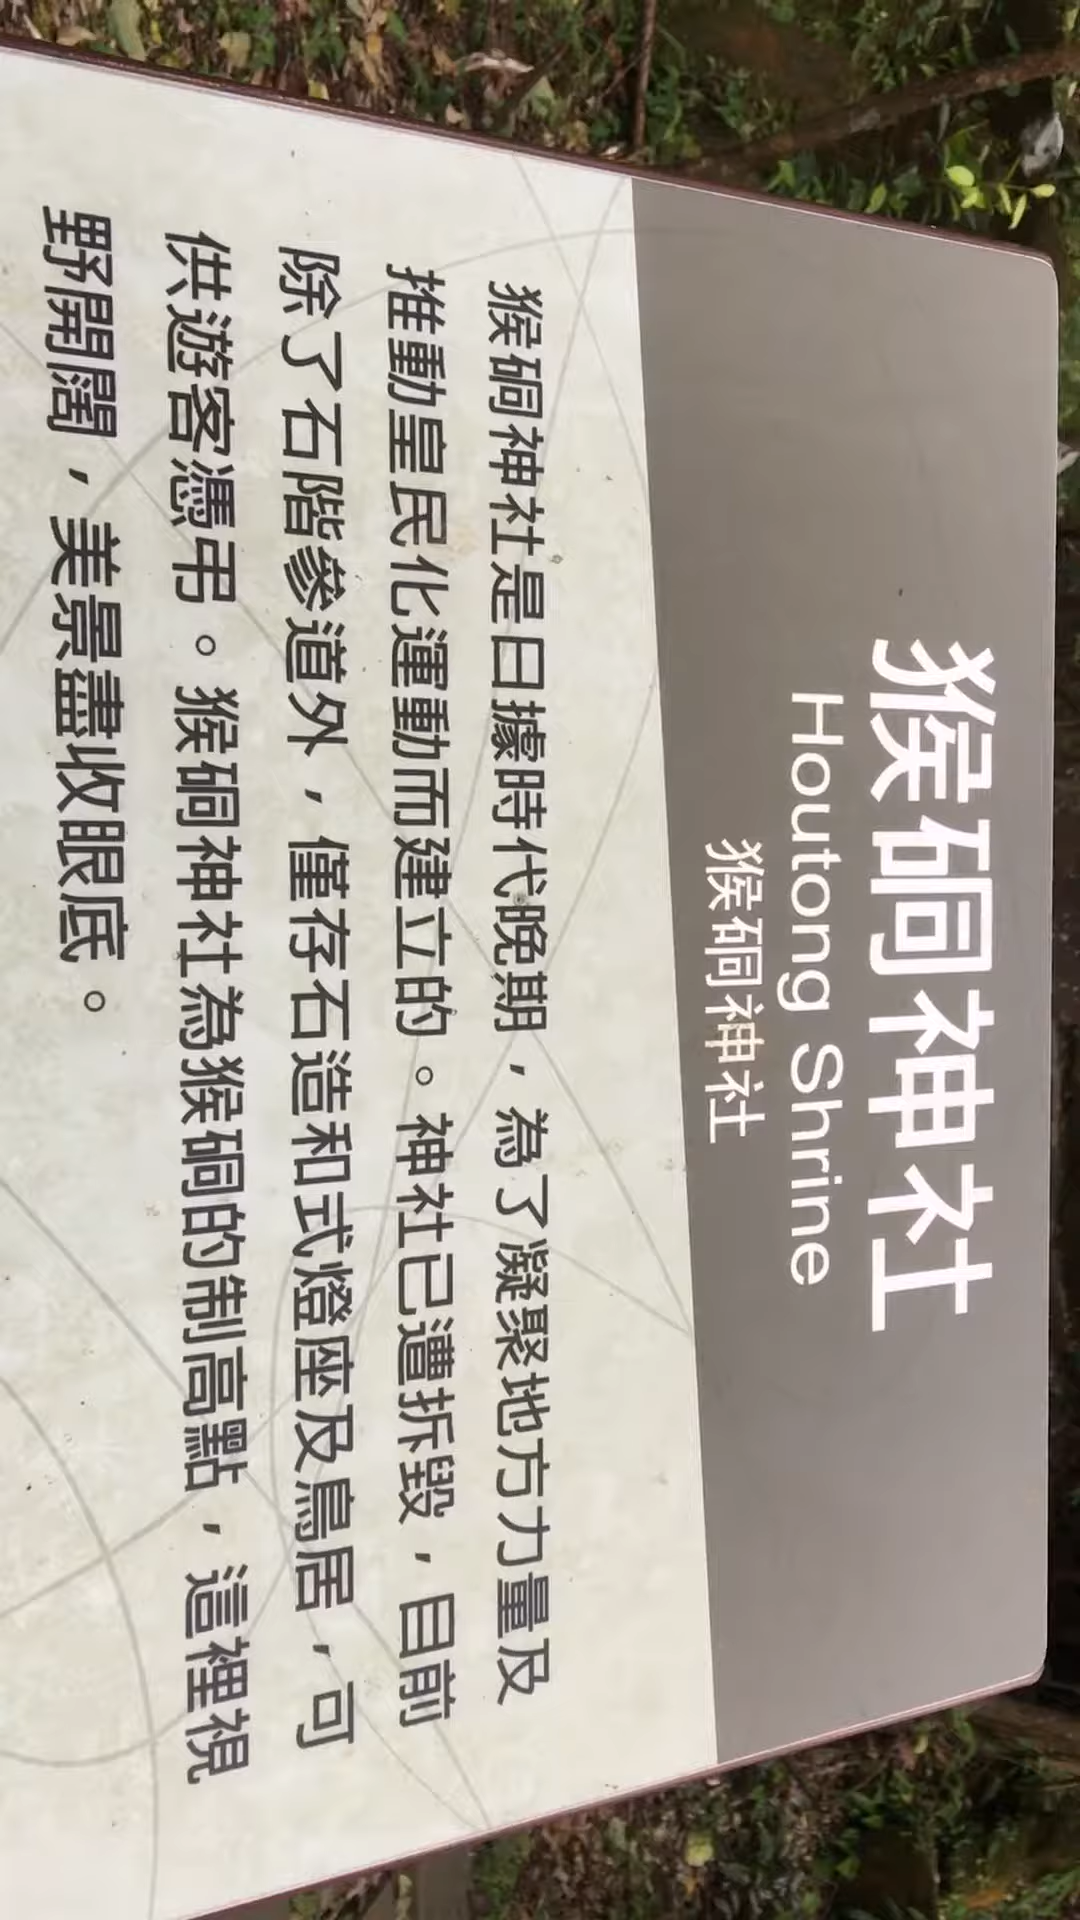 猴硐神社
Houtong Shrine
猴硐神社
猴硐神社是日據時代晚期，為了凝聚地方力量及
推動皇民化運動而建立的。神社已遭拆毀，目前
除了石階參道外，僅存石造和式燈座及鳥居，可
供遊客憑弔。猴硐神社為猴硐的制高點，這裡視
野開闊，美景盡收眼底。